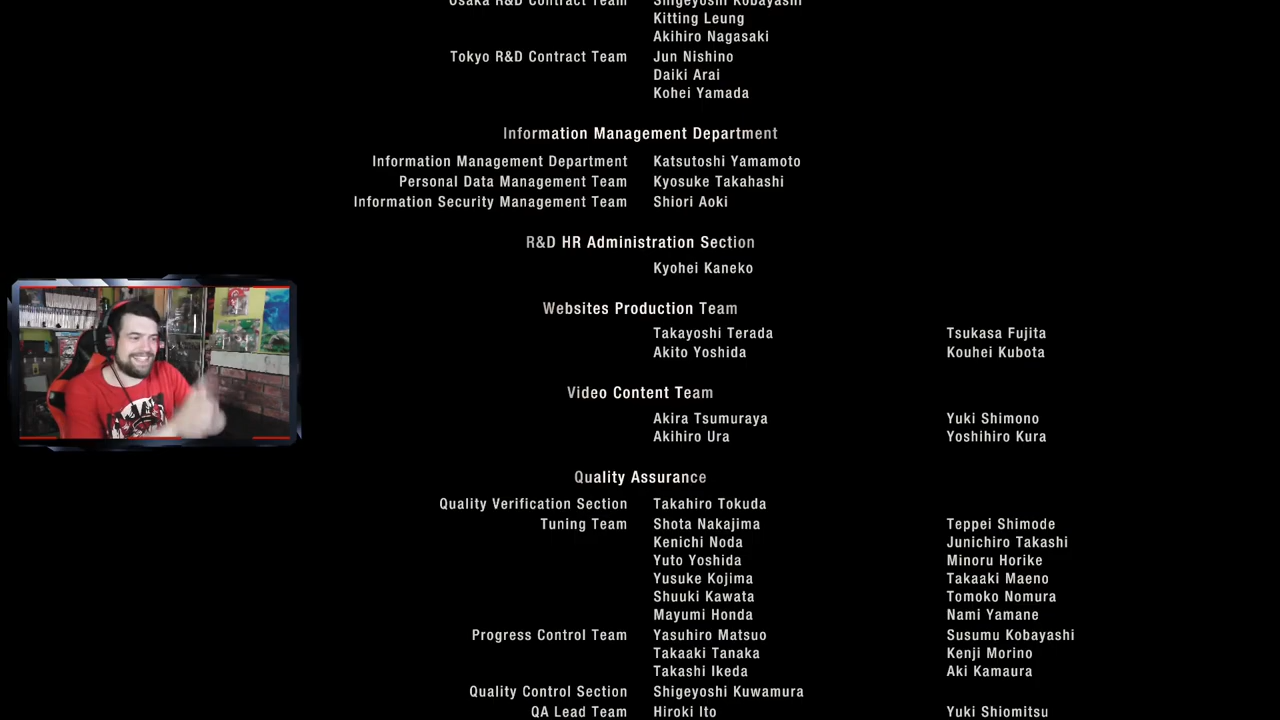 Osaka R&D Contract Team Shigeyoshi Kobayashi
Kitting Leung
Akihiro Nagasaki
Tokyo R&D Contract Team Jun Nishino
Daiki Arai
Kohei Yamada
Information Management Department
Information Management Department Katsutoshi Yamamoto
Personal Data Management Team Kyosuke Takahashi
Information Security Management Team Shiori Aoki
R&D HR Administration Section
Kyohei Kaneko
Websites Production Team
Takayoshi Terada Tsukasa Fujita
Akito Yoshida Kouhei Kubota
Video Content Team
Akira Tsumuraya Yuki Shimono
Akihiro Ura Yoshihiro Kura
Quality Assurance
Quality Verification Section Takahiro Tokuda
Tuning Team Shota Nakajima Teppei Shimode
Kenichi Noda Junichiro Takashi
Yuto Yoshida Minoru Horike
Yusuke Kojima Takaaki Maeno
Shuuki Kawata Tomoko Nomura
Mayumi Honda Nami Yamane
Progress Control Team Yasuhiro Matsuo Susumu Kobayashi
Takaaki Tanaka Kenji Morino
Takashi Ikeda Aki Kamaura
Quality Control Section Shigeyoshi Kuwamura
QA Lead Team Hiroki Ito Yuki Shiomitsu